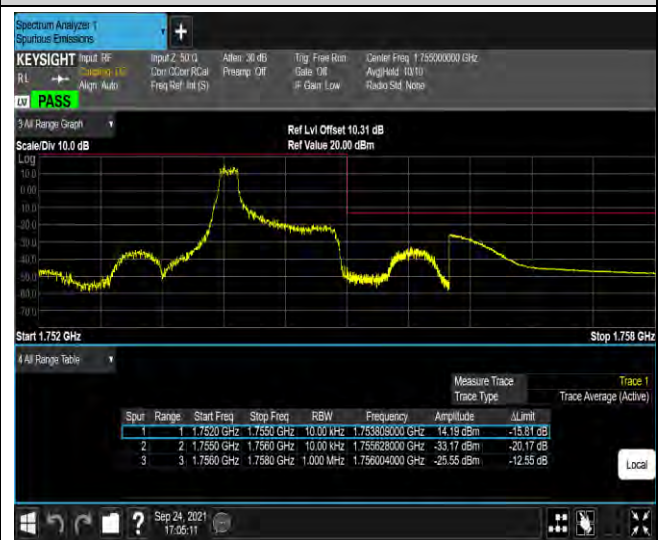 Spectrum Analyzer 1
Spurious Emissions
+
KEYSIGHT Input: RF Input Z: 50 Ω Atten: 30 dB Trig: Free Run Center Freq: 1.755000000 GHz
RL Coupling: DC Corr CCorr RCal Preamp: Off Gate: Off Avg|Hold: 10/10
Align: Auto Freq Ref: Int (S) IF Gain: Low Radio Std: None
PASS
3 All Range Graph
Ref Lvl Offset 10.31 dB
Scale/Div 10.0 dB Ref Value 20.00 dBm
Log
10.0
0.00
-10.0
-20.0
-30.0
-40.0
-50.0
-60.0
-70.0
Start 1.752 GHz Stop 1.758 GHz
4 All Range Table
Measure Trace Trace 1
Trace Type Trace Average (Active)
Spur Range Start Freq Stop Freq RBW Frequency Amplitude ΔLimit
1 1 1.7520 GHz 1.7550 GHz 10.00 kHz 1.753809000 GHz 14.19 dBm -15.81 dB
2 2 1.7550 GHz 1.7560 GHz 10.00 kHz 1.755628000 GHz -33.17 dBm -20.17 dB
3 3 1.7560 GHz 1.7580 GHz 1.000 MHz 1.756004000 GHz -25.55 dBm -12.55 dB
Local
? Sep 24, 2021
17:05:11